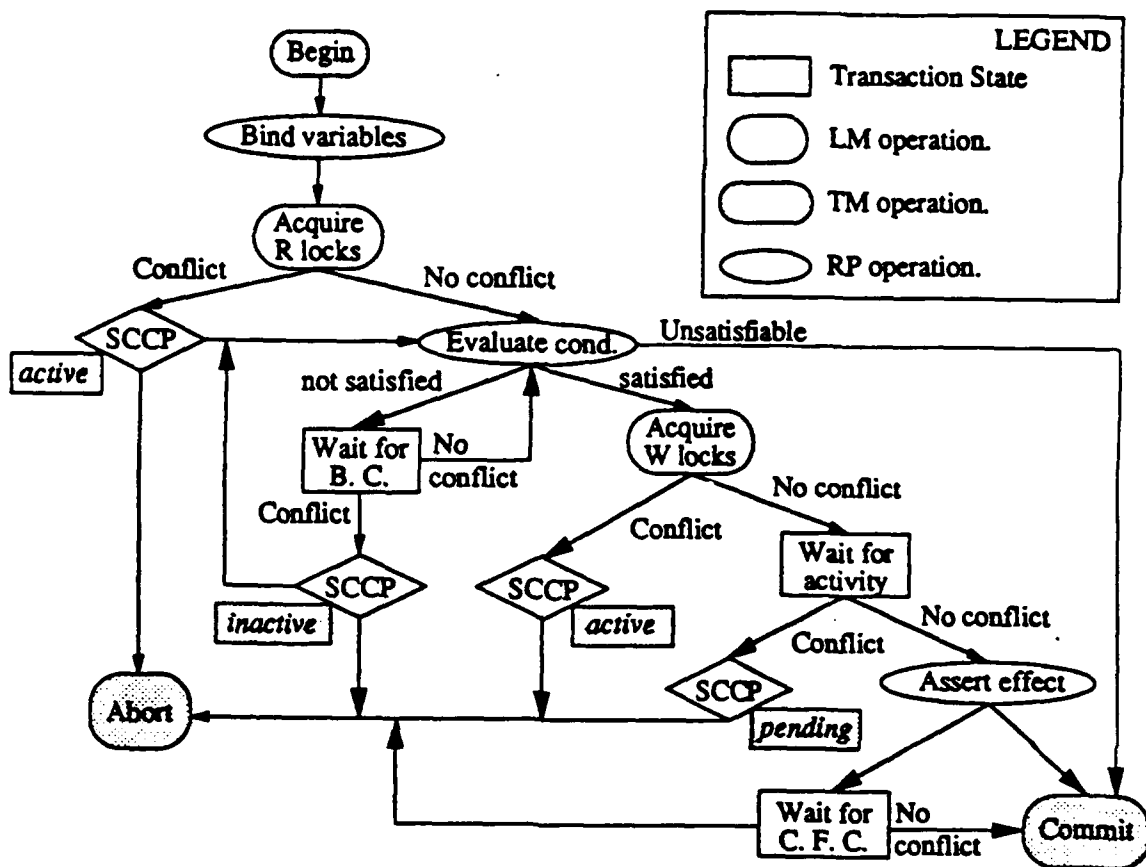 LEGEND
Transaction State
LM operation.
TM operation.
RP operation.
Begin
Bind variables
Acquire
R locks
Conflict
No conflict
SCCP
active
Evaluate cond.
Unsatisfiable
not satisfied
satisfied
Wait for
B. C.
No
conflict
Acquire
W locks
Conflict
No conflict
Conflict
Wait for
activity
SCCP
inactive
SCCP
active
No conflict
Conflict
SCCP
pending
Assert effect
Abort
Wait for
C. F. C.
No
conflict
Commit